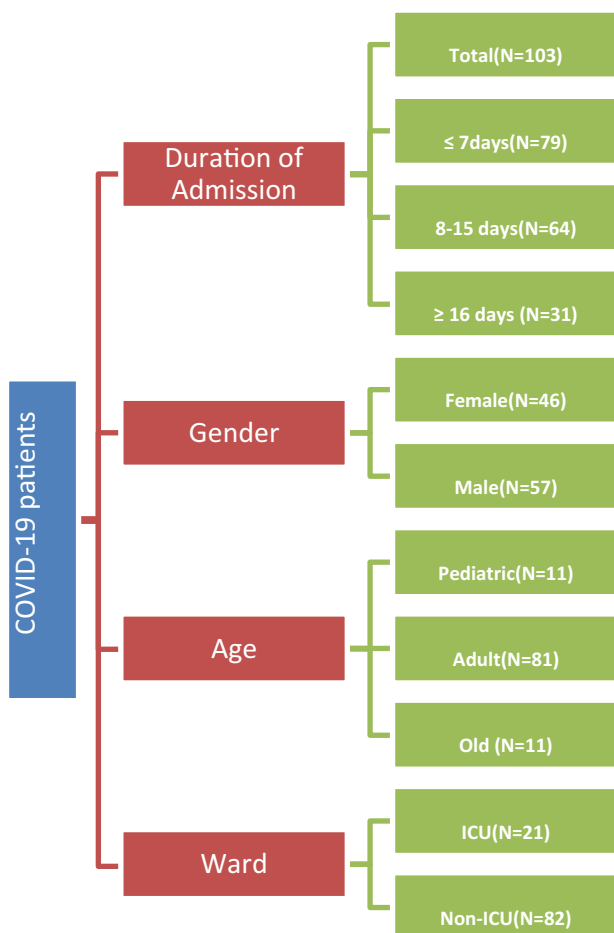 COVID-19 patients
Duration of
Admission
Total(N=103)
≤ 7days(N=79)
8-15 days(N=64)
≥ 16 days (N=31)
Gender
Female(N=46)
Male(N=57)
Age
Pediatric(N=11)
Adult(N=81)
Old (N=11)
Ward
ICU(N=21)
Non-ICU(N=82)